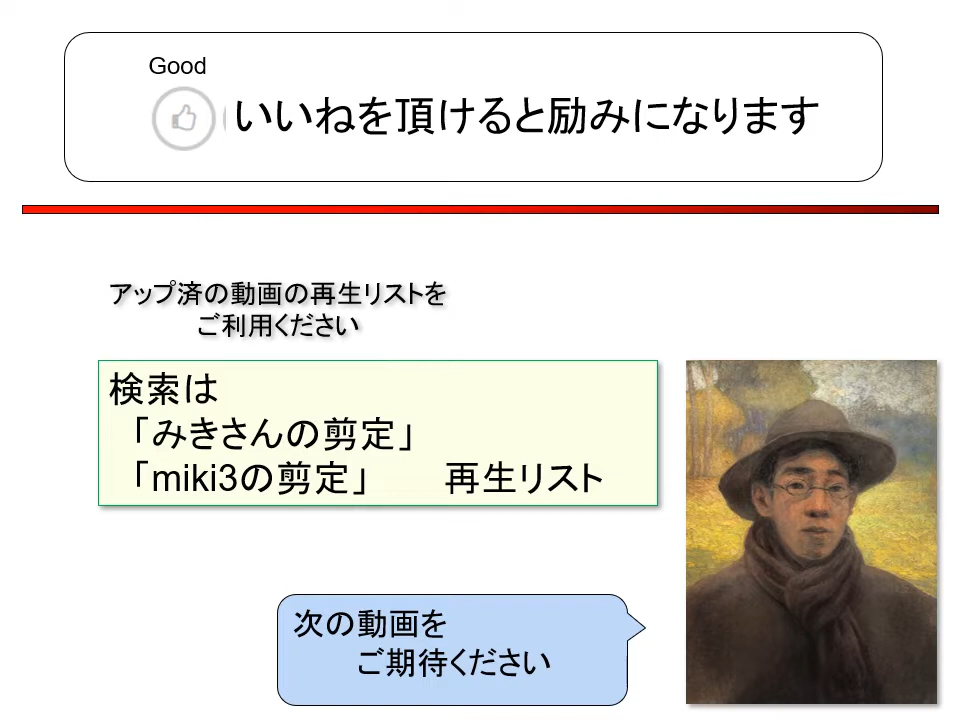 Good
いいねを頂けると励みになります
アップ済の動画の再生リストを
ご利用ください
検索は
「みきさんの剪定」
「miki3の剪定」　　再生リスト
次の動画を
ご期待ください